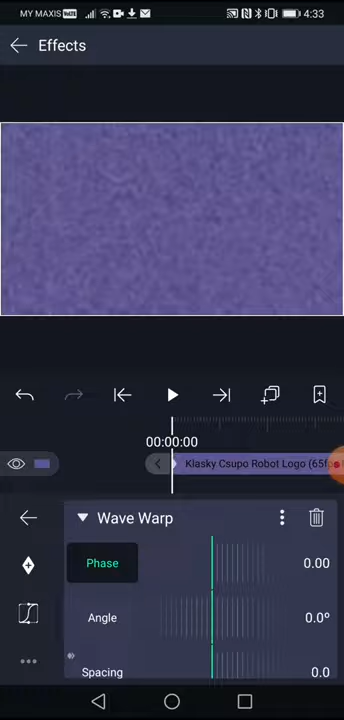 MY MAXIS VoLTE 4:33
Effects
00:00:00
Klasky Csupo Robot Logo (65f
Wave Warp
Phase 0.00
Angle 0.0º
Spacing 0.0